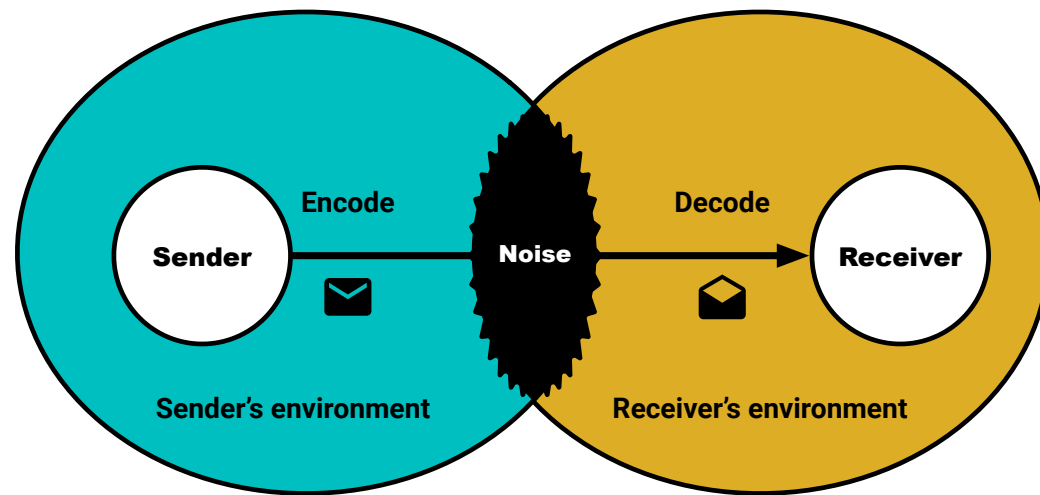 Encode
Decode
Sender
Noise
Receiver
Sender’s environment
Receiver’s environment